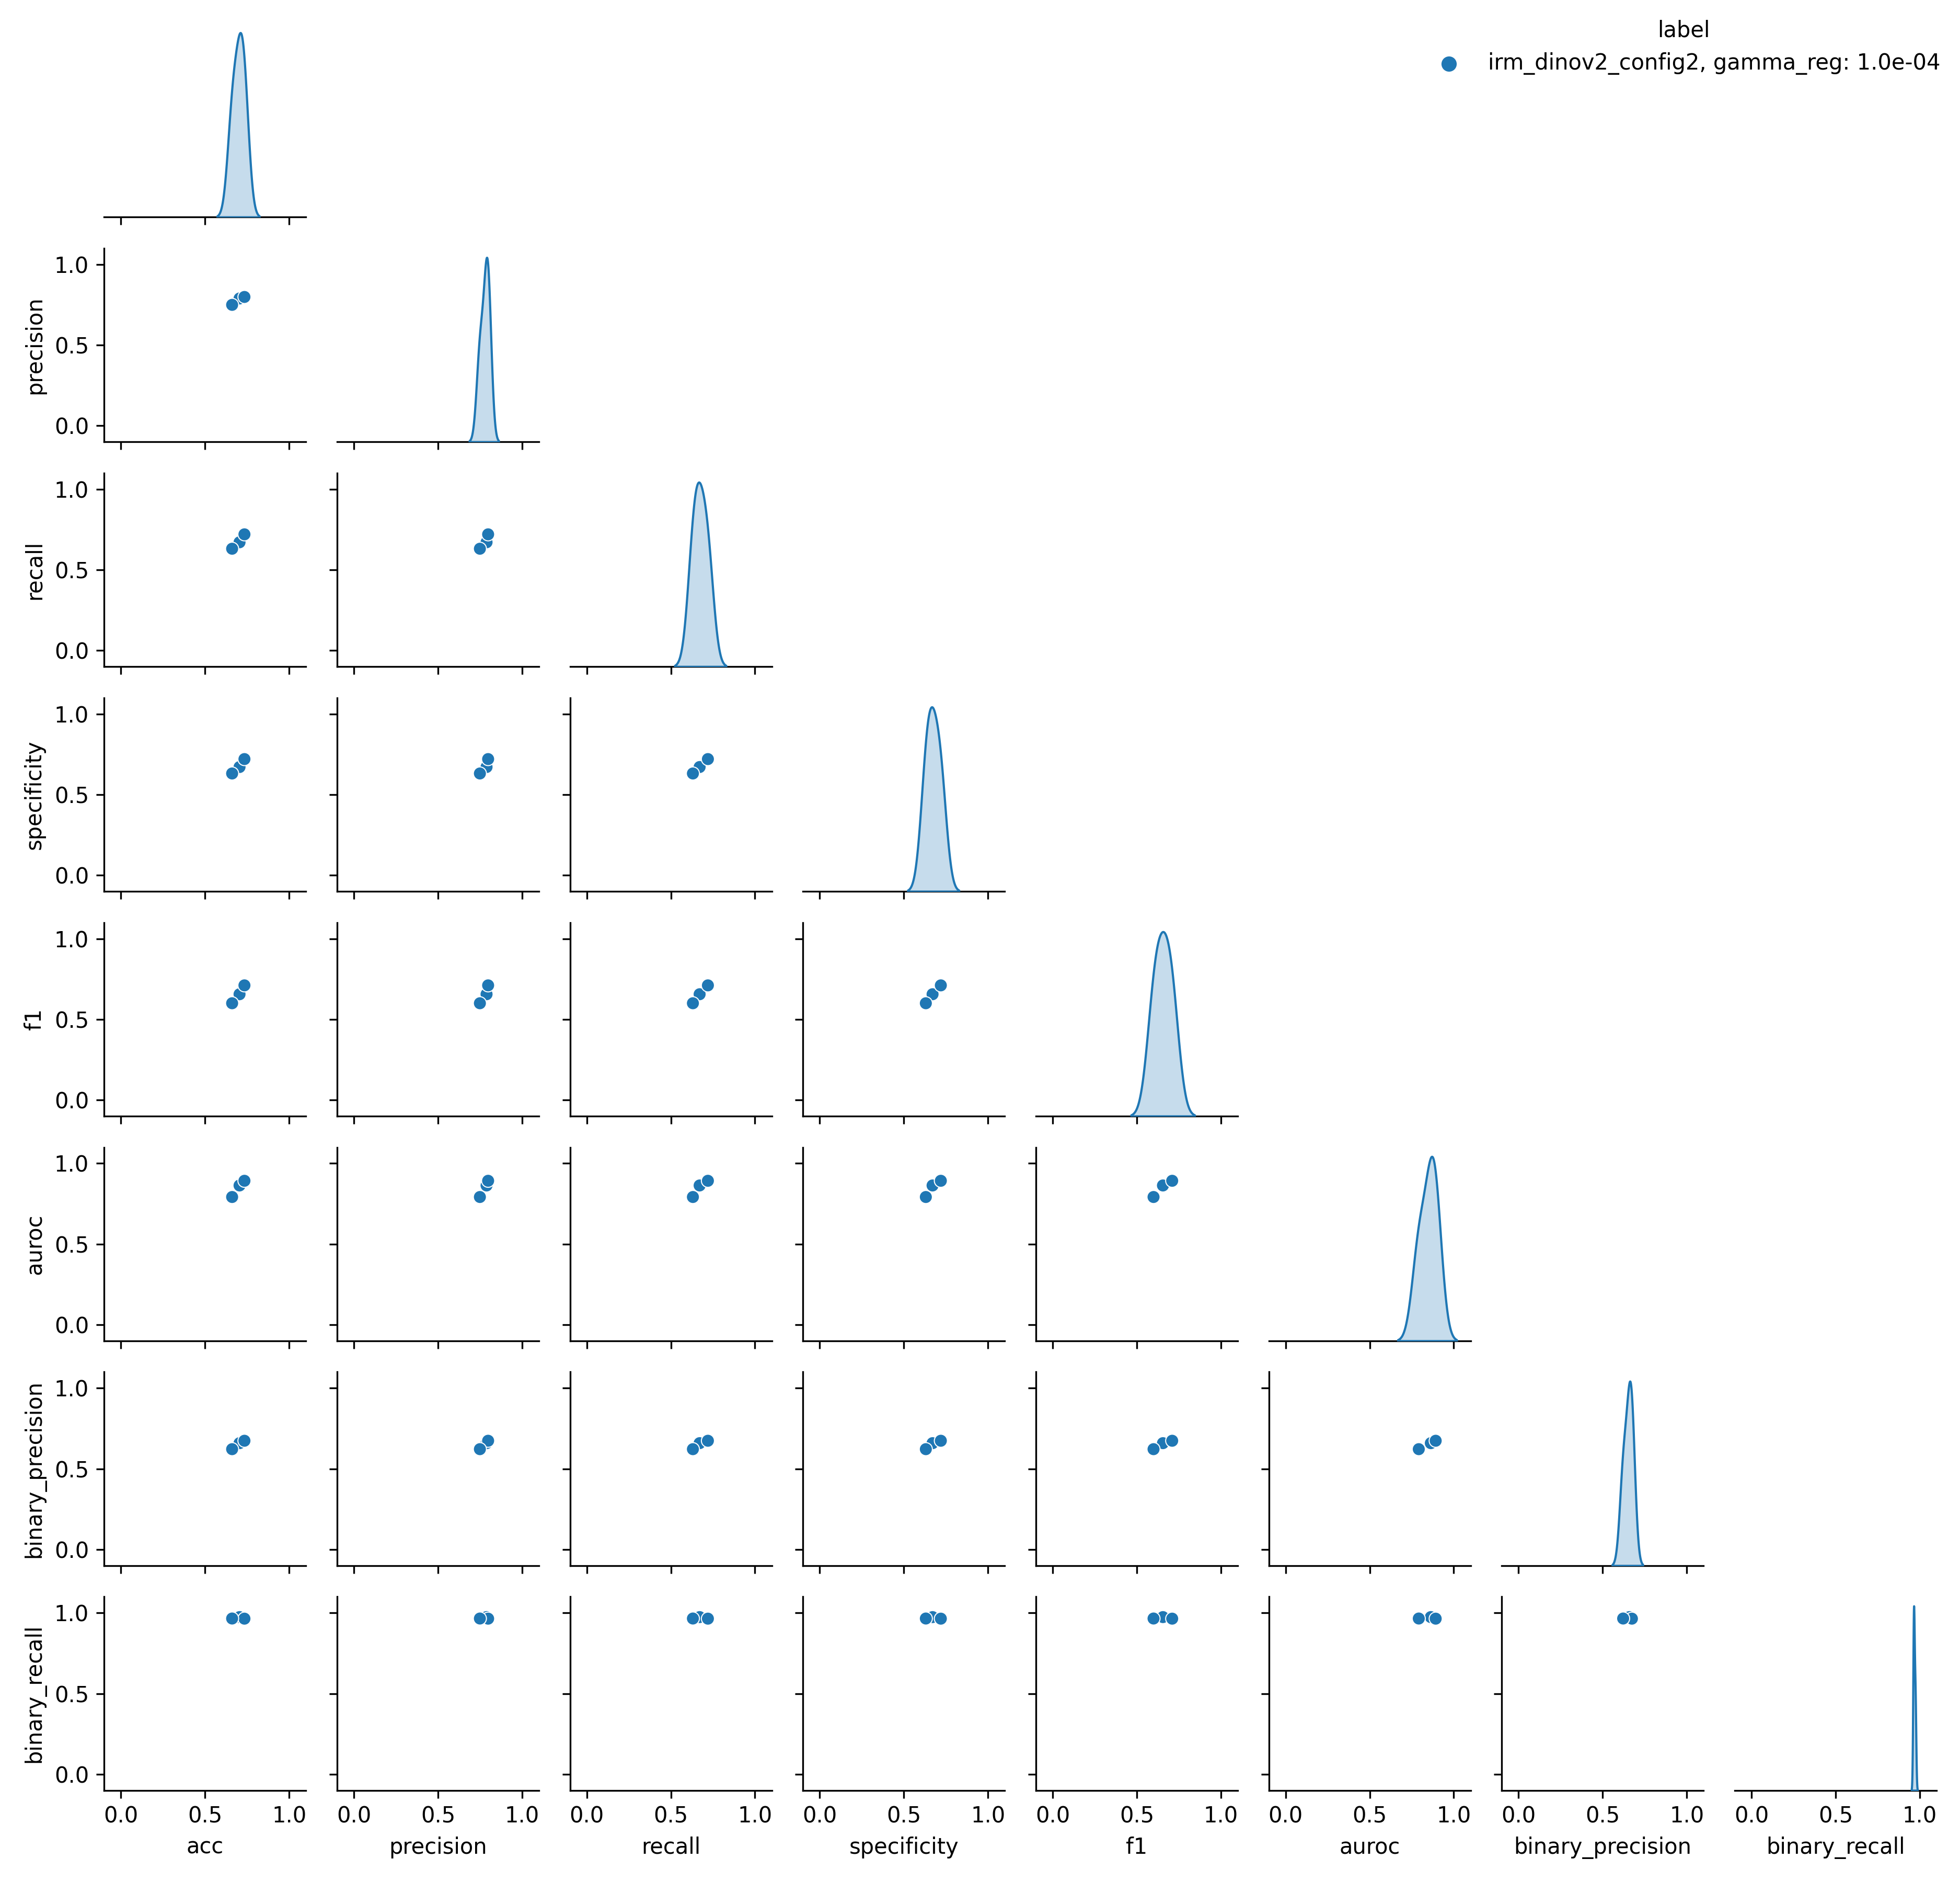 label
irm_dinov2_config2, gamma_reg: 1.0e-04
precision
1.0
0.5
0.0
recall
1.0
0.5
0.0
specificity
1.0
0.5
0.0
f1
1.0
0.5
0.0
auroc
1.0
0.5
0.0
binary_precision
1.0
0.5
0.0
binary_recall
1.0
0.5
0.0
0.0 0.5 1.0 0.0 0.5 1.0 0.0 0.5 1.0 0.0 0.5 1.0 0.0 0.5 1.0 0.0 0.5 1.0 0.0 0.5 1.0 0.0 0.5 1.0
acc precision recall specificity f1 auroc binary_precision binary_recall